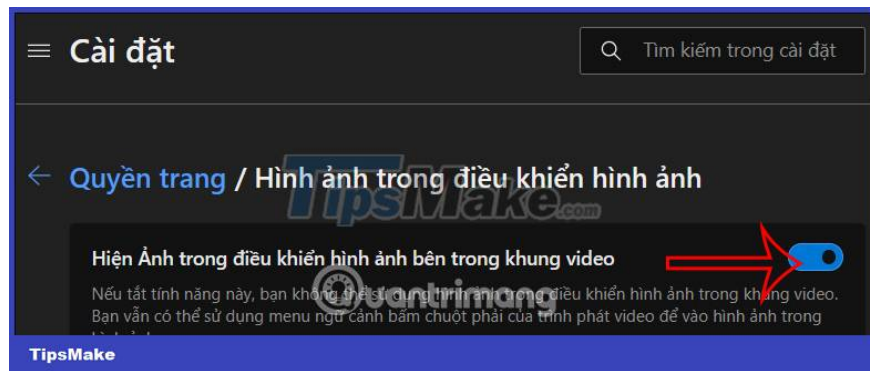 Cài đặt
Tìm kiếm trong cài đặt
Quyền trang / Hình ảnh trong điều khiển hình ảnh
TipsMake.com
Hiện Ảnh trong điều khiển hình ảnh bên trong khung video
Nếu tắt tính năng này, bạn không thể sử dụng hình ảnh trong điều khiển hình ảnh trong khung video.
@uantrimang
Bạn vẫn có thể sử dụng menu ngữ cảnh bấm chuột phải của trình phát video để vào hình ảnh trong
TipsMake